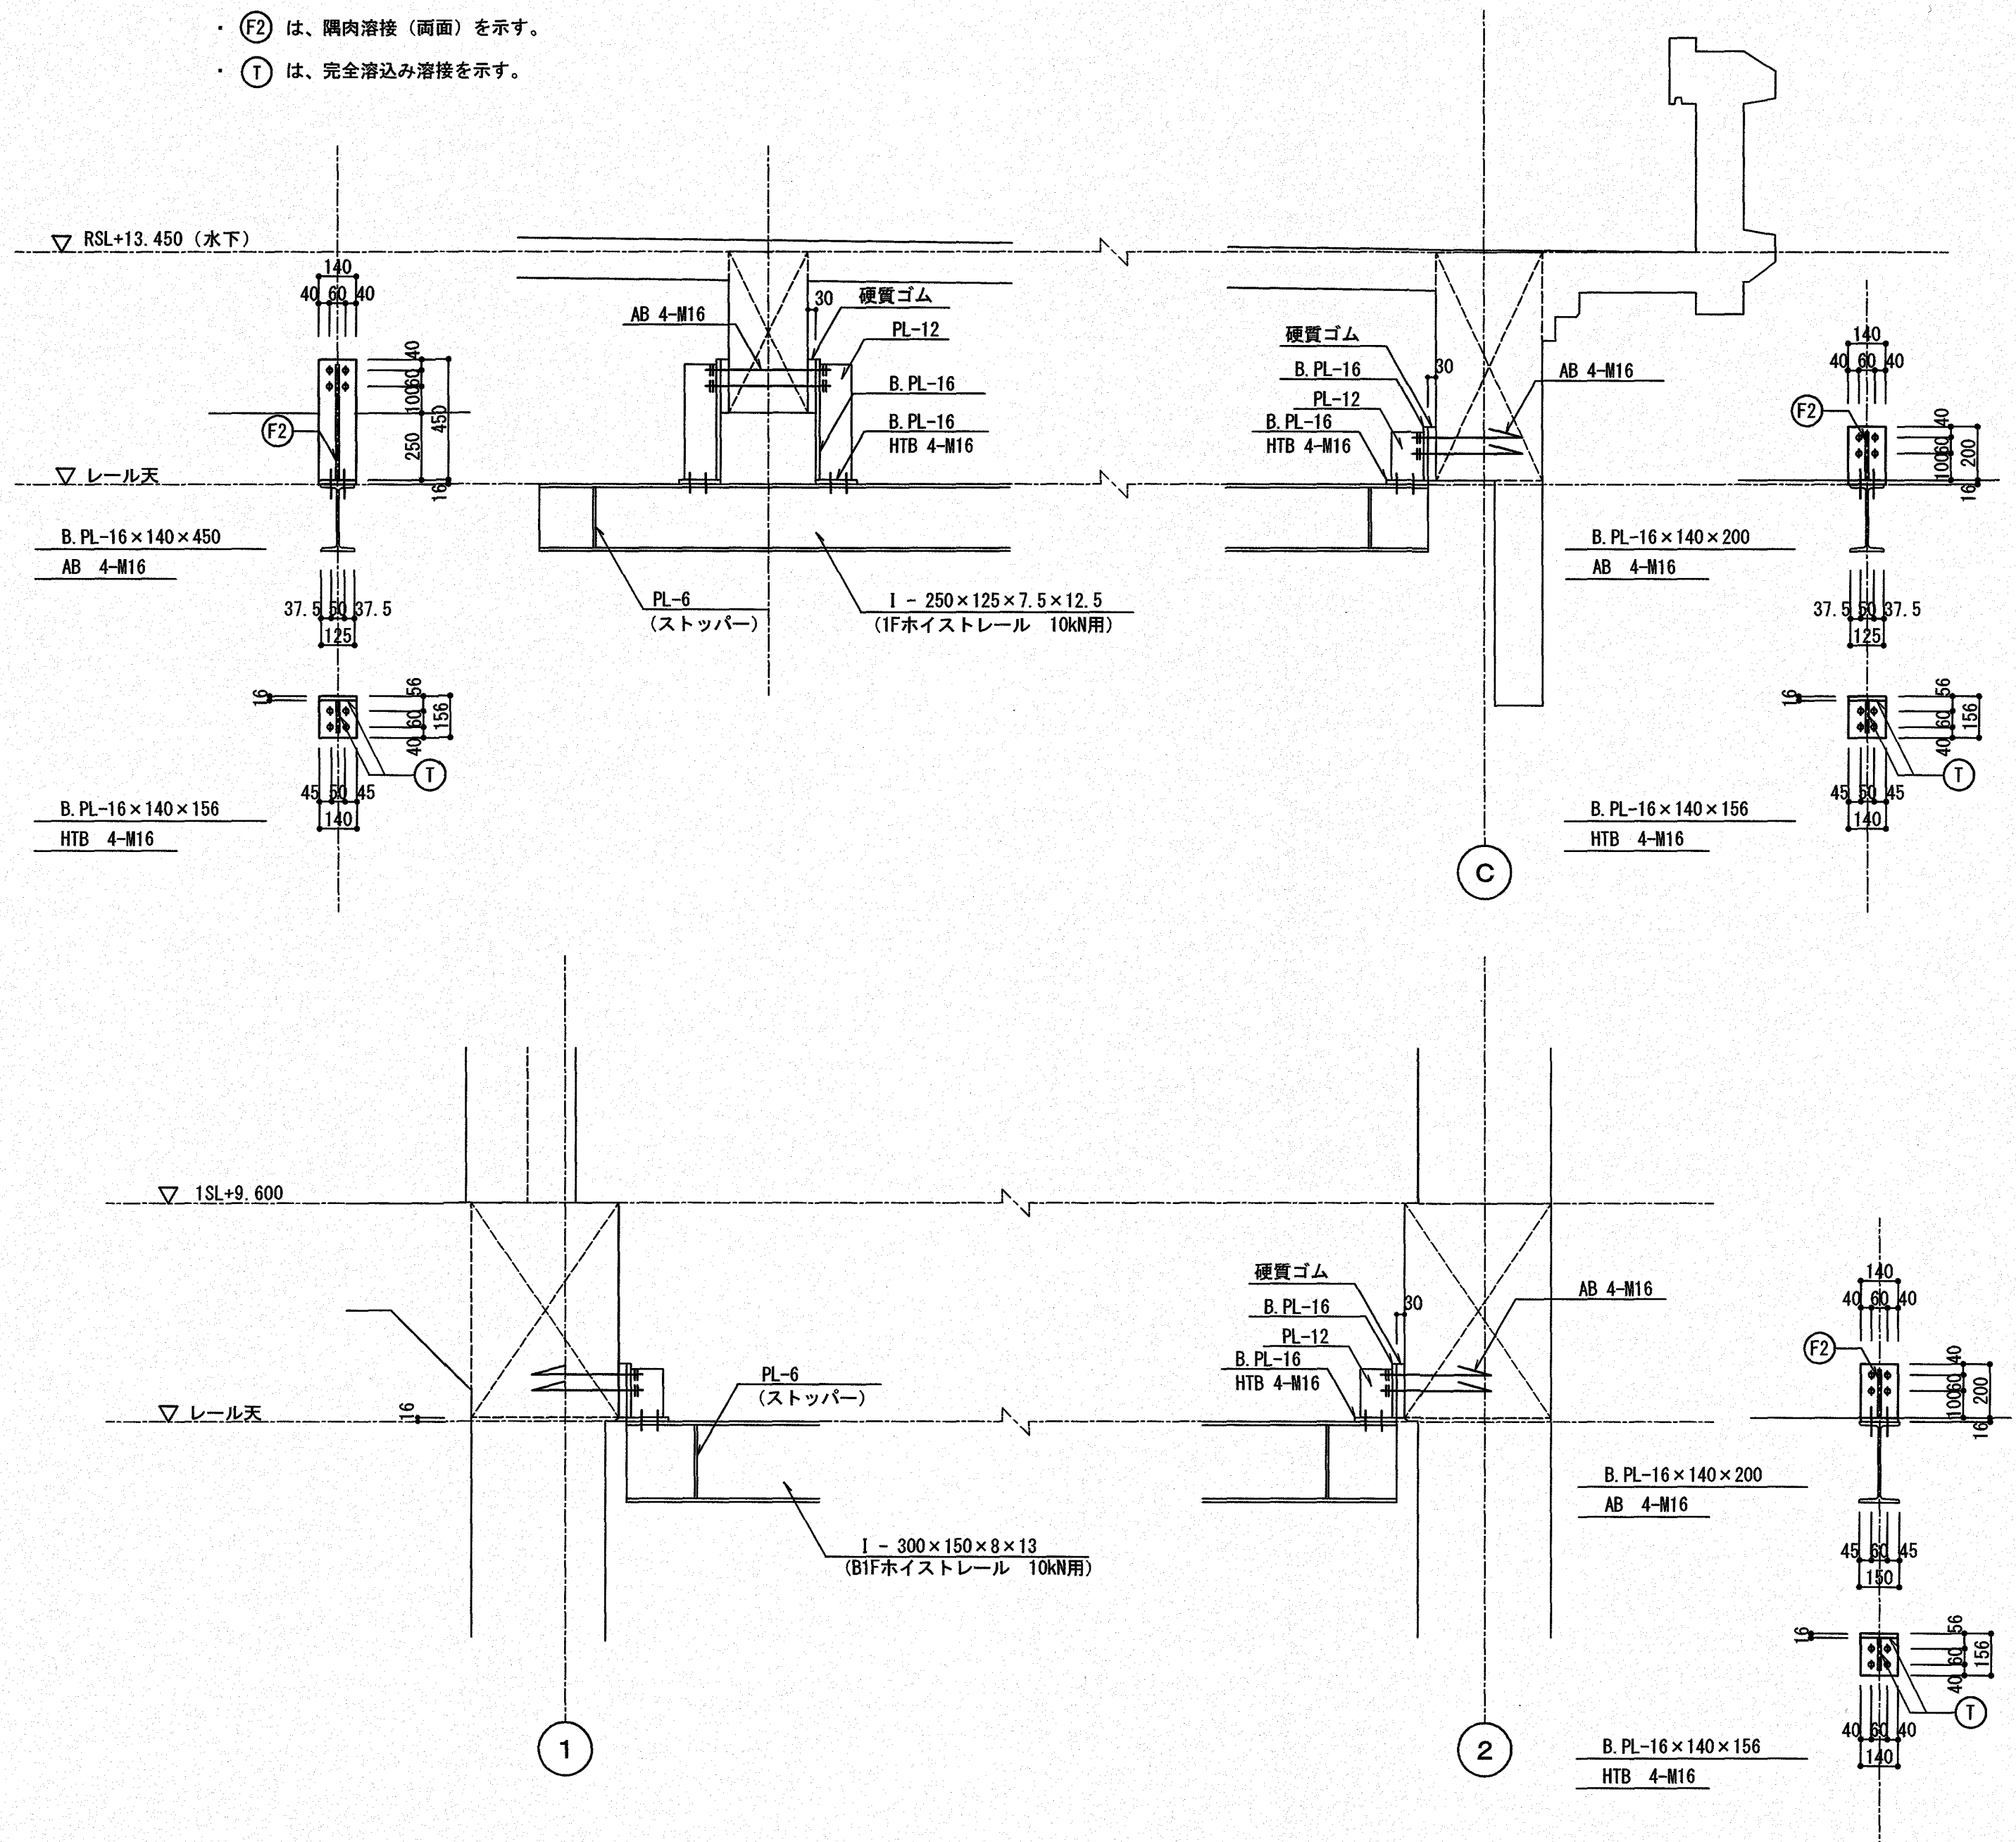 ・ F2 は、隅肉溶接（両面）を示す。
・ T は、完全溶込み溶接を示す。
RSL+13.450（水下）
140
40 60 40
40
60
100
250
450
16
F2
レール天
B.PL-16×140×450
AB 4-M16
37.5 50 37.5
125
16
56
60
40
156
T
45 50 45
140
B.PL-16×140×156
HTB 4-M16
AB 4-M16
30
硬質ゴム
PL-12
B.PL-16
B.PL-16
HTB 4-M16
PL-6
（ストッパー）
I - 250×125×7.5×12.5
（1Fホイストレール 10kN用）
硬質ゴム
B.PL-16
PL-12
B.PL-16
HTB 4-M16
30
AB 4-M16
C
140
40 60 40
F2
40
60
100
200
16
B.PL-16×140×200
AB 4-M16
37.5 50 37.5
125
16
56
60
40
156
T
45 50 45
140
B.PL-16×140×156
HTB 4-M16
1SL+9.600
レール天
16
PL-6
（ストッパー）
I - 300×150×8×13
（B1Fホイストレール 10kN用）
1
硬質ゴム
B.PL-16
PL-12
B.PL-16
HTB 4-M16
30
AB 4-M16
2
140
40 60 40
F2
40
60
100
200
16
B.PL-16×140×200
AB 4-M16
45 60 45
150
16
56
60
40
156
T
40 60 40
140
B.PL-16×140×156
HTB 4-M16